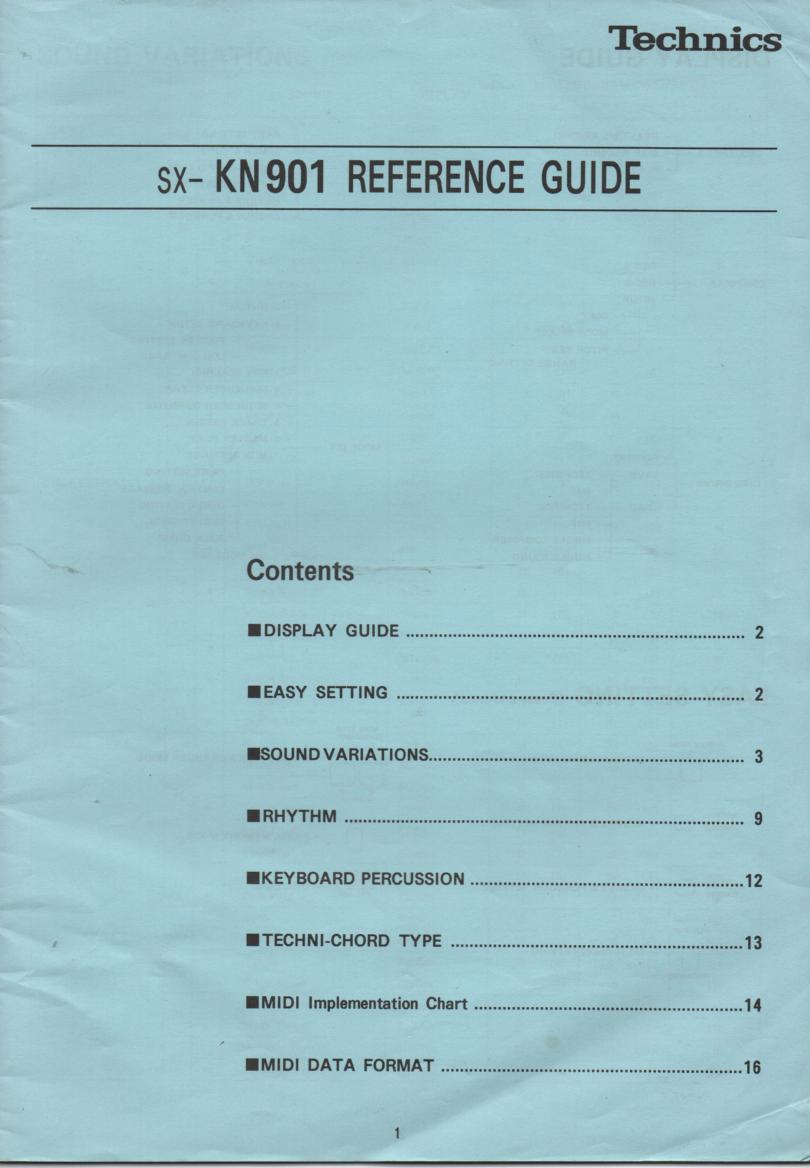 Technics
SX- KN901 REFERENCE GUIDE
Contents
■DISPLAY GUIDE ........................................ 2
■EASY SETTING ........................................ 2
■SOUND VARIATIONS........................................ 3
■RHYTHM ........................................ 9
■KEYBOARD PERCUSSION ........................................12
■TECHNI-CHORD TYPE ........................................13
■MIDI Implementation Chart ........................................14
■MIDI DATA FORMAT ........................................16
1